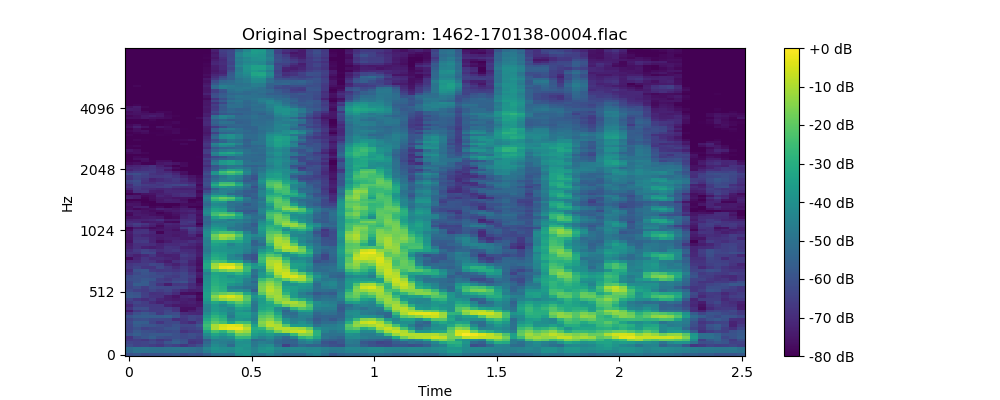 Original Spectrogram: 1462-170138-0004.flac
Hz
4096
2048
1024
512
0
0
0.5
1
1.5
2
2.5
Time
+0 dB
-10 dB
-20 dB
-30 dB
-40 dB
-50 dB
-60 dB
-70 dB
-80 dB